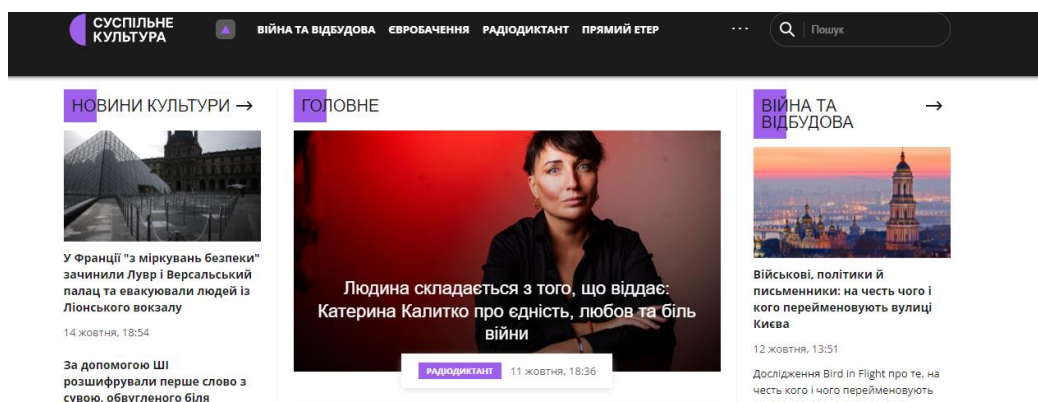 СУСПІЛЬНЕ
КУЛЬТУРА
ВІЙНА ТА ВІДБУДОВА ЄВРОБАЧЕННЯ РАДІОДИКТАНТ ПРЯМИЙ ЕТЕР
... Пошук
НОВИНИ КУЛЬТУРИ →
У Франції "з міркувань безпеки"
зачинили Лувр і Версальський
палац та евакуювали людей із
Ліонського вокзалу
14 жовтня, 18:54
За допомогою ШІ
розшифрували перше слово з
сувою, обвугленого біля
ГОЛОВНЕ
Людина складається з того, що віддає:
Катерина Калитко про єдність, любов та біль
війни
РАДІОДИКТАНТ 11 жовтня, 18:36
ВІЙНА ТА →
ВІДБУДОВА
Військові, політики й
письменники: на честь чого і
кого перейменовують вулиці
Києва
12 жовтня, 13:51
Дослідження Bird in Flight про те, на
честь кого і чого перейменовують